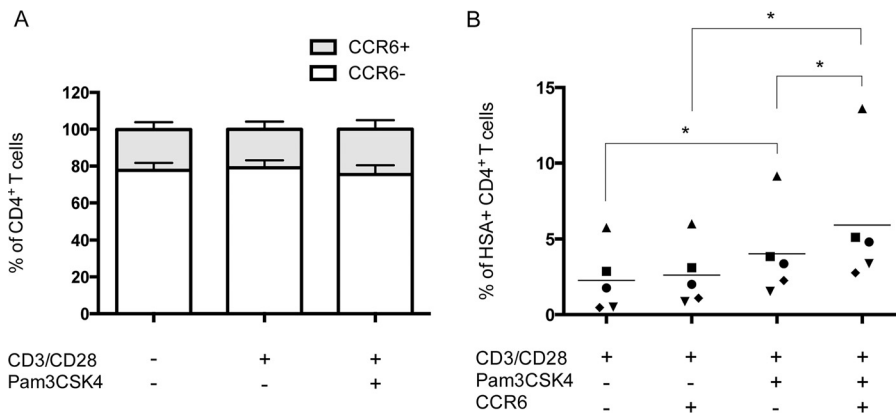 A
CCR6+
CCR6-
% of CD4⁺ T cells
120
100
80
60
40
20
0
CD3/CD28 - + +
Pam3CSK4 - - +
B
*
*
*
% of HSA+ CD4⁺ T cells
15
10
5
0
CD3/CD28 + + + +
Pam3CSK4 - - + +
CCR6 - + - +